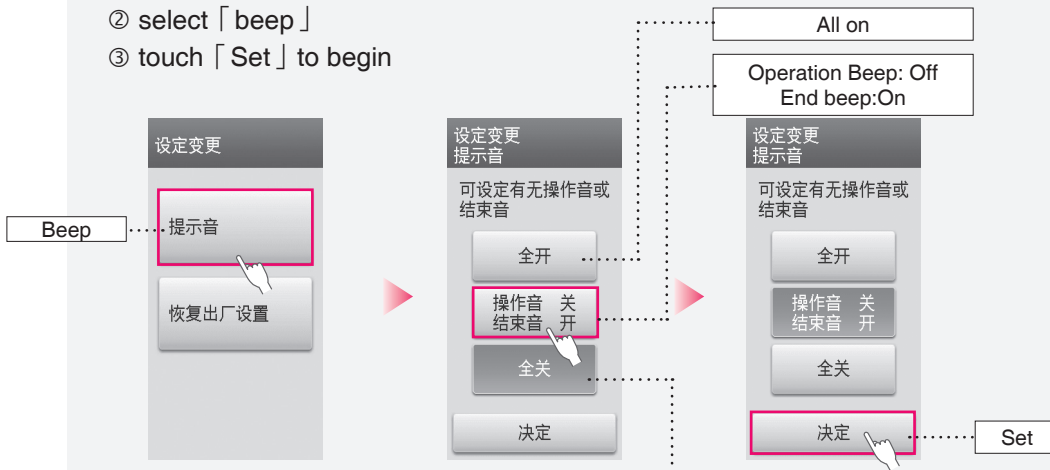 ② select「beep」
③ touch「Set」to begin
All on
Operation Beep: Off
End beep:On
设定变更
提示音
恢复出厂设置
Beep
设定变更
提示音
可设定有无操作音或
结束音
全开
操作音 关
结束音 开
全关
决定
设定变更
提示音
可设定有无操作音或
结束音
全开
操作音 关
结束音 开
全关
决定
Set